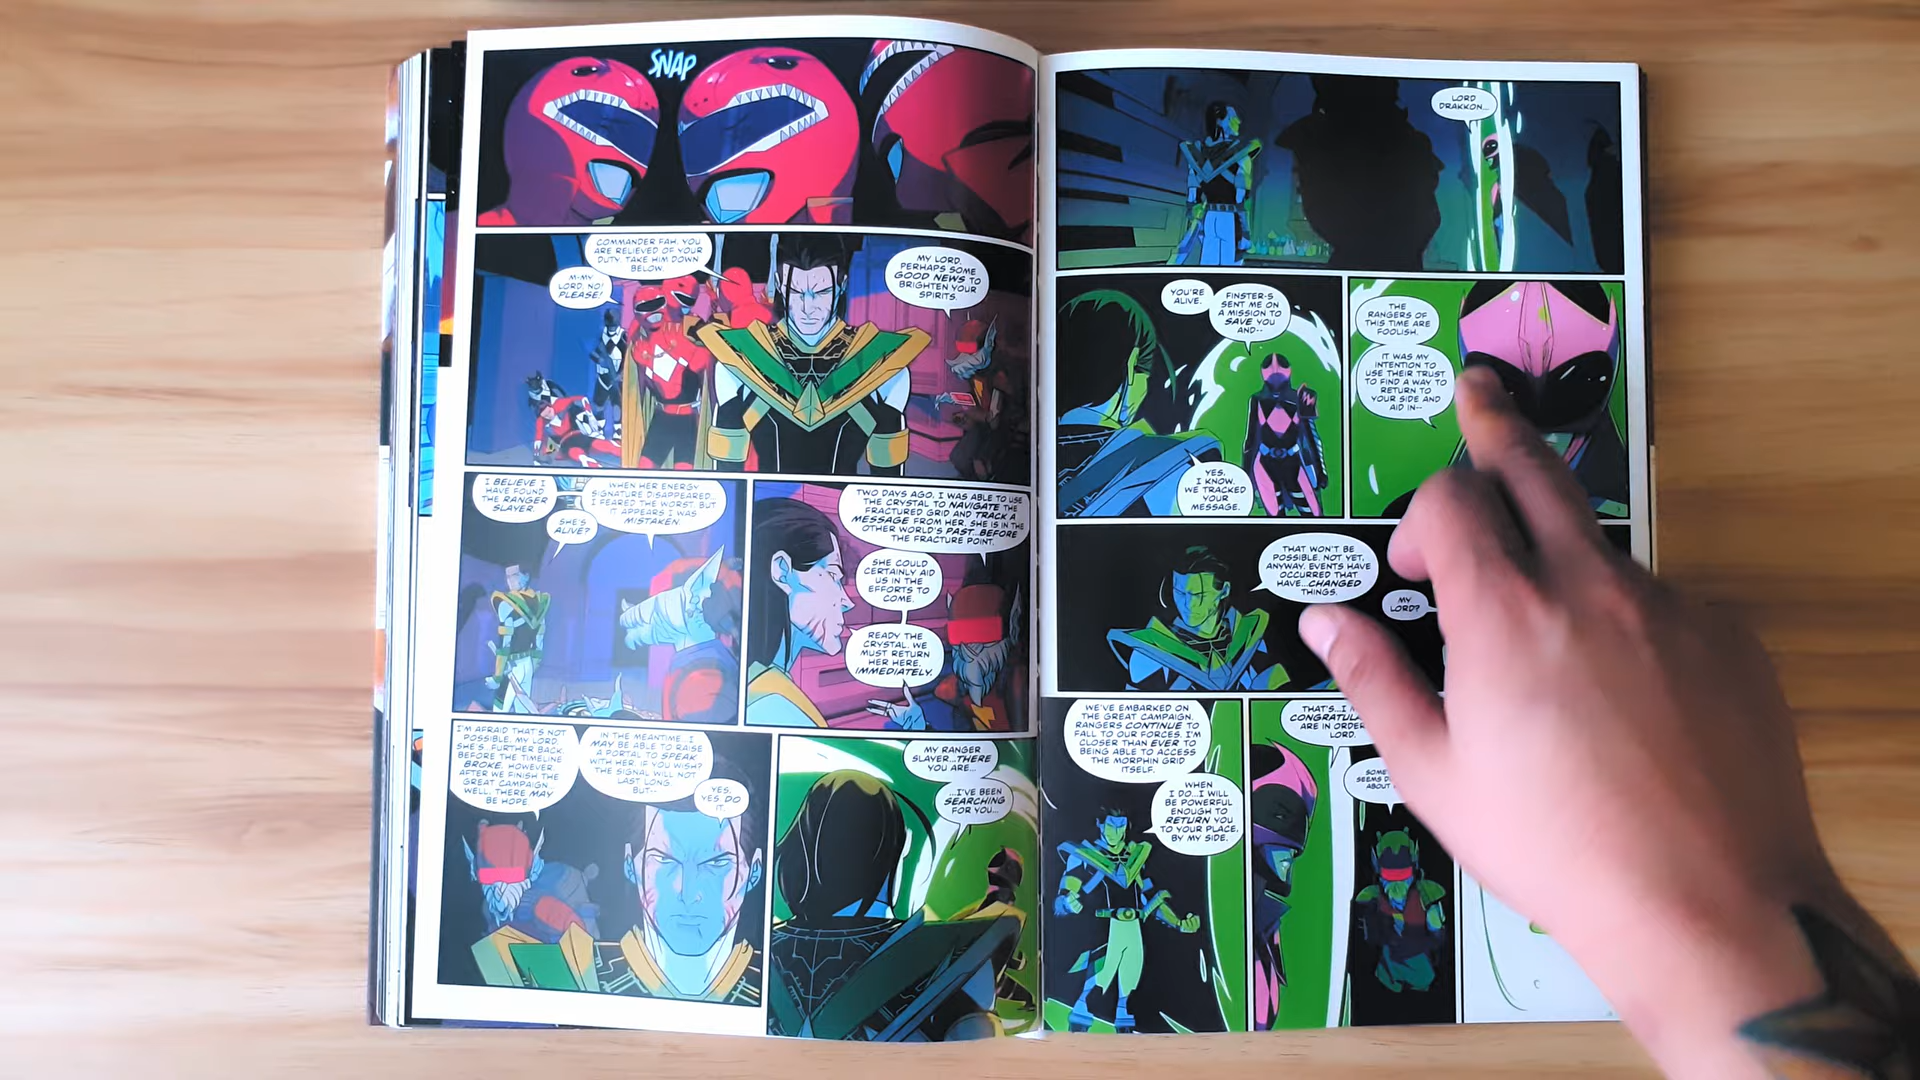 SNAP
COMMANDER FAH, YOU
ARE RELIEVED OF YOUR
DUTY. TAKE HIM DOWN
BELOW.
M-MY
LORD, NO!
PLEASE!
MY LORD,
PERHAPS SOME
GOOD NEWS TO
BRIGHTEN YOUR
SPIRITS.
I BELIEVE I
HAVE FOUND
THE RANGER
SLAYER.
SHE'S
ALIVE?
WHEN HER ENERGY
SIGNATURE DISAPPEARED...
I FEARED THE WORST. BUT
IT APPEARS I WAS
MISTAKEN.
TWO DAYS AGO, I WAS ABLE TO USE
THE CRYSTAL TO NAVIGATE THE
FRACTURED GRID AND TRACK A
MESSAGE FROM HER. SHE IS IN THE
OTHER WORLD'S PAST...BEFORE
THE FRACTURE POINT.
SHE COULD
CERTAINLY AID
US IN THE
EFFORTS TO
COME.
READY THE
CRYSTAL. WE
MUST RETURN
HER HERE.
IMMEDIATELY.
I'M AFRAID THAT'S NOT
POSSIBLE, MY LORD.
SHE'S...FURTHER BACK,
BEFORE THE TIMELINE
BROKE. HOWEVER,
AFTER WE FINISH THE
GREAT CAMPAIGN...
WELL, THERE MAY
BE HOPE.
IN THE MEANTIME...I
MAY BE ABLE TO RAISE
A PORTAL TO SPEAK
WITH HER, IF YOU WISH?
THE SIGNAL WILL NOT
LAST LONG,
BUT--
YES.
YES, DO
IT.
MY RANGER
SLAYER...THERE
YOU ARE...
...I'VE BEEN
SEARCHING
FOR YOU...
LORD
DRAKKON...
YOU'RE
ALIVE.
FINSTER-5
SENT ME ON
A MISSION TO
SAVE YOU
AND--
YES,
I KNOW.
WE TRACKED
YOUR
MESSAGE.
THE
RANGERS OF
THIS TIME ARE
FOOLISH.
IT WAS MY
INTENTION TO
USE THEIR TRUST
TO FIND A WAY TO
RETURN TO
YOUR SIDE AND
AID IN--
THAT WON'T BE
POSSIBLE. NOT YET,
ANYWAY. EVENTS HAVE
OCCURRED THAT
HAVE...CHANGED
THINGS.
MY
LORD?
WE'VE EMBARKED ON
THE GREAT CAMPAIGN.
RANGERS CONTINUE TO
FALL TO OUR FORCES. I'M
CLOSER THAN EVER TO
BEING ABLE TO ACCESS
THE MORPHIN GRID
ITSELF.
WHEN
I DO...I WILL
BE POWERFUL
ENOUGH TO
RETURN YOU
TO YOUR PLACE,
BY MY SIDE.
THAT'S...I
ARE IN ORDER
LORD.
SEEMS
ABOUT